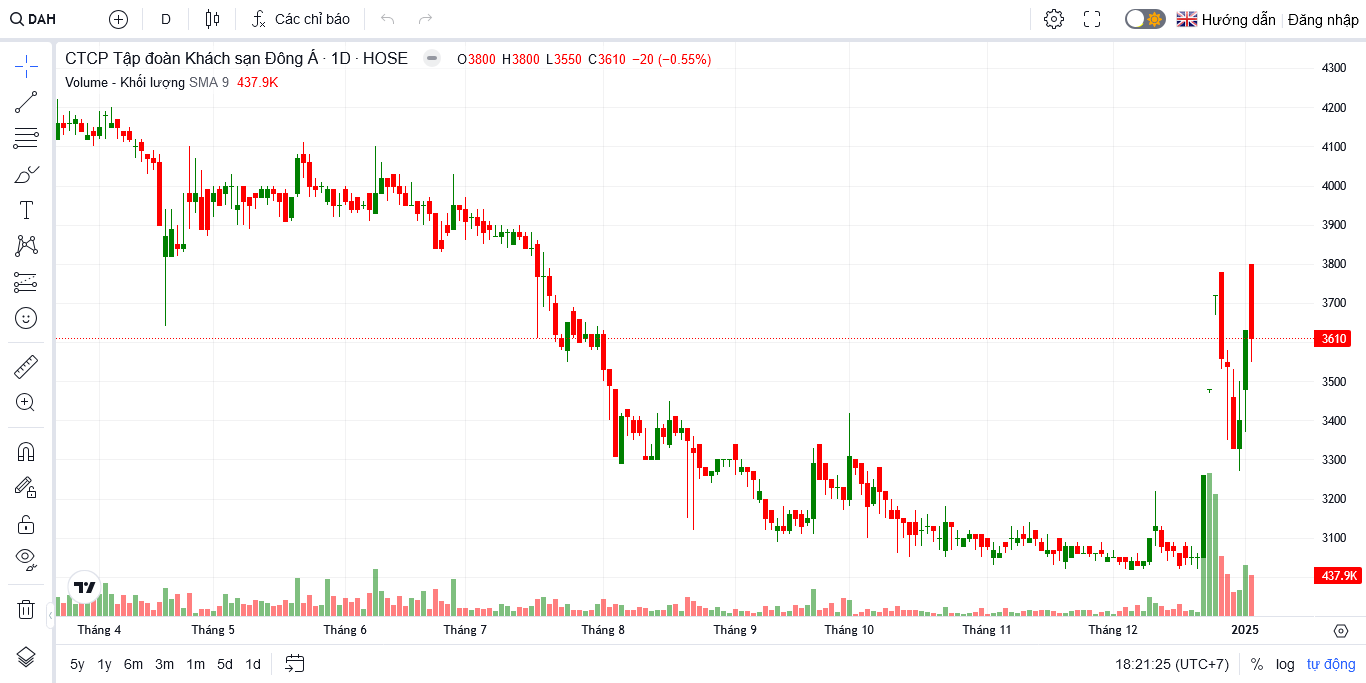 DAH D Các chỉ báo Hướng dẫn Đăng nhập
CTCP Tập đoàn Khách sạn Đông Á · 1D · HOSE O3800 H3800 L3550 C3610 −20 (−0.55%)
Volume - Khối lượng SMA 9 437.9K
4300
4200
4100
4000
3900
3800
3700
3610
3500
3400
3300
3200
3100
437.9K
Tháng 4 Tháng 5 Tháng 6 Tháng 7 Tháng 8 Tháng 9 Tháng 10 Tháng 11 Tháng 12 2025
5y 1y 6m 3m 1m 5d 1d 18:21:25 (UTC+7) % log tự động